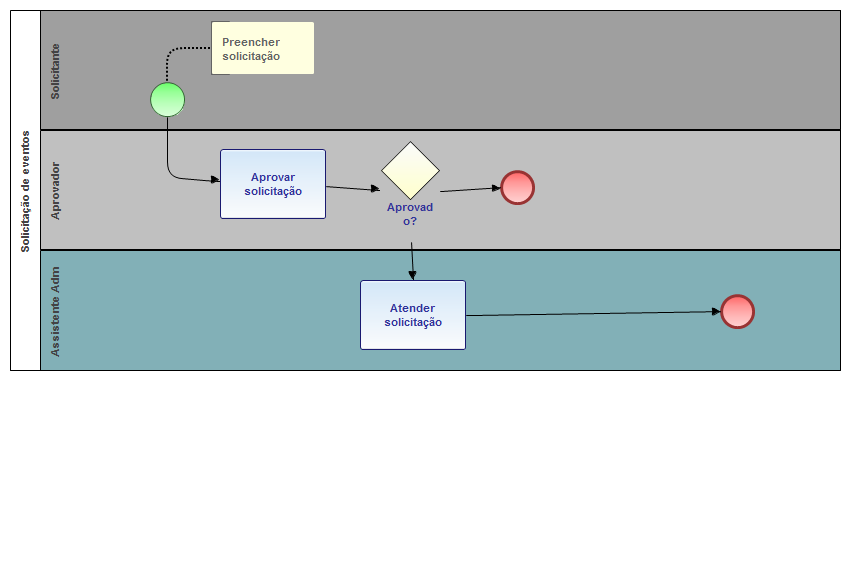 Solicitação de eventos
Solicitante
Preencher
solicitação
Aprovador
Aprovar
solicitação
Aprovad
o?
Assistente Adm
Atender
solicitação